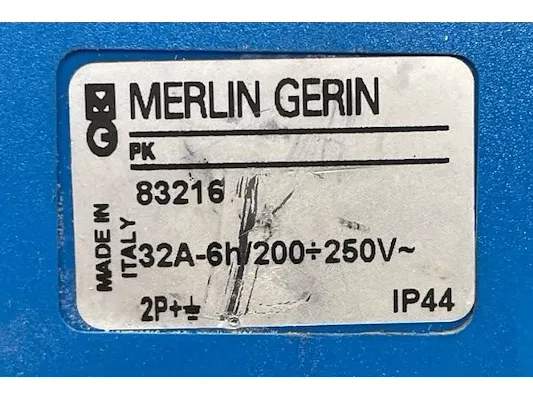 MERLIN GERIN
PK
83216
MADE IN
ITALY
32A-6h/200÷250V~
2P+⏚
IP44